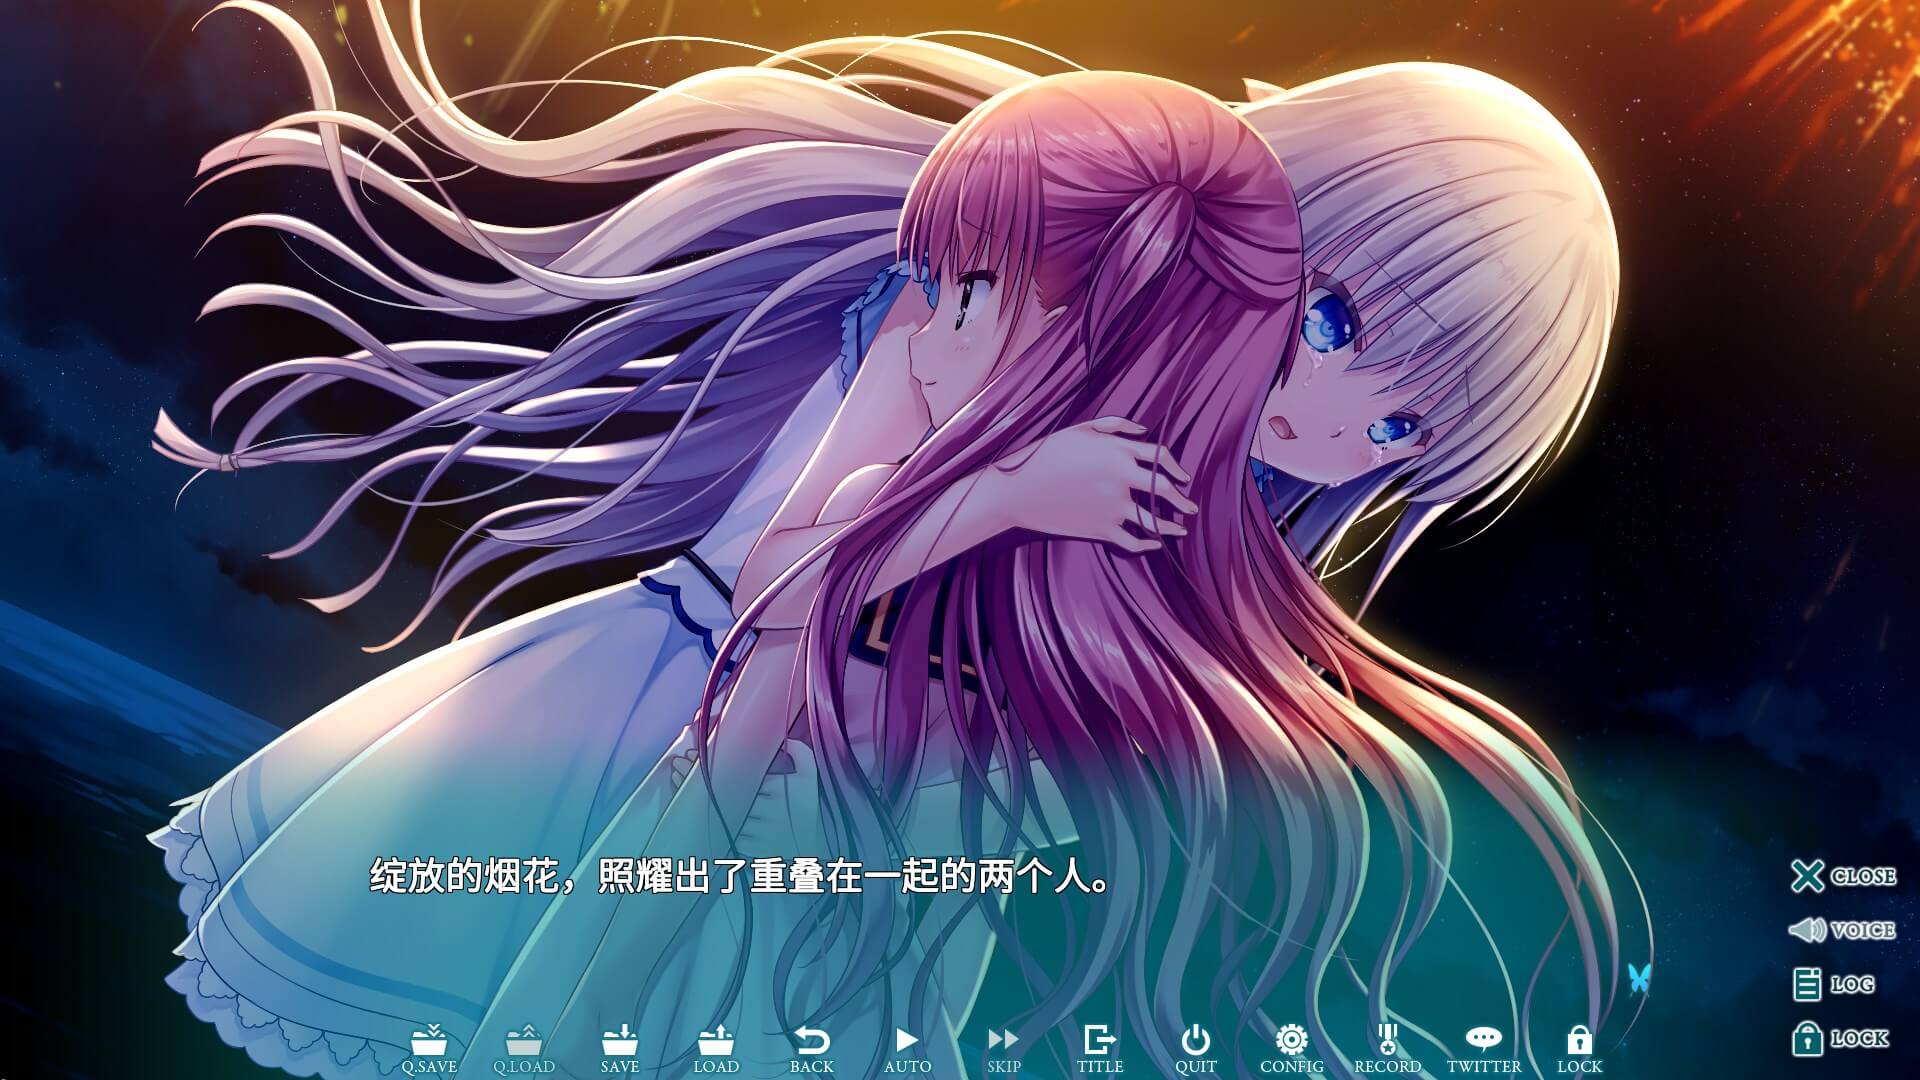 绽放的烟花，照耀出了重叠在一起的两个人。
CLOSE
VOICE
LOG
LOCK
Q.SAVE Q.LOAD SAVE LOAD BACK AUTO SKIP TITLE QUIT CONFIG RECORD TWITTER LOCK